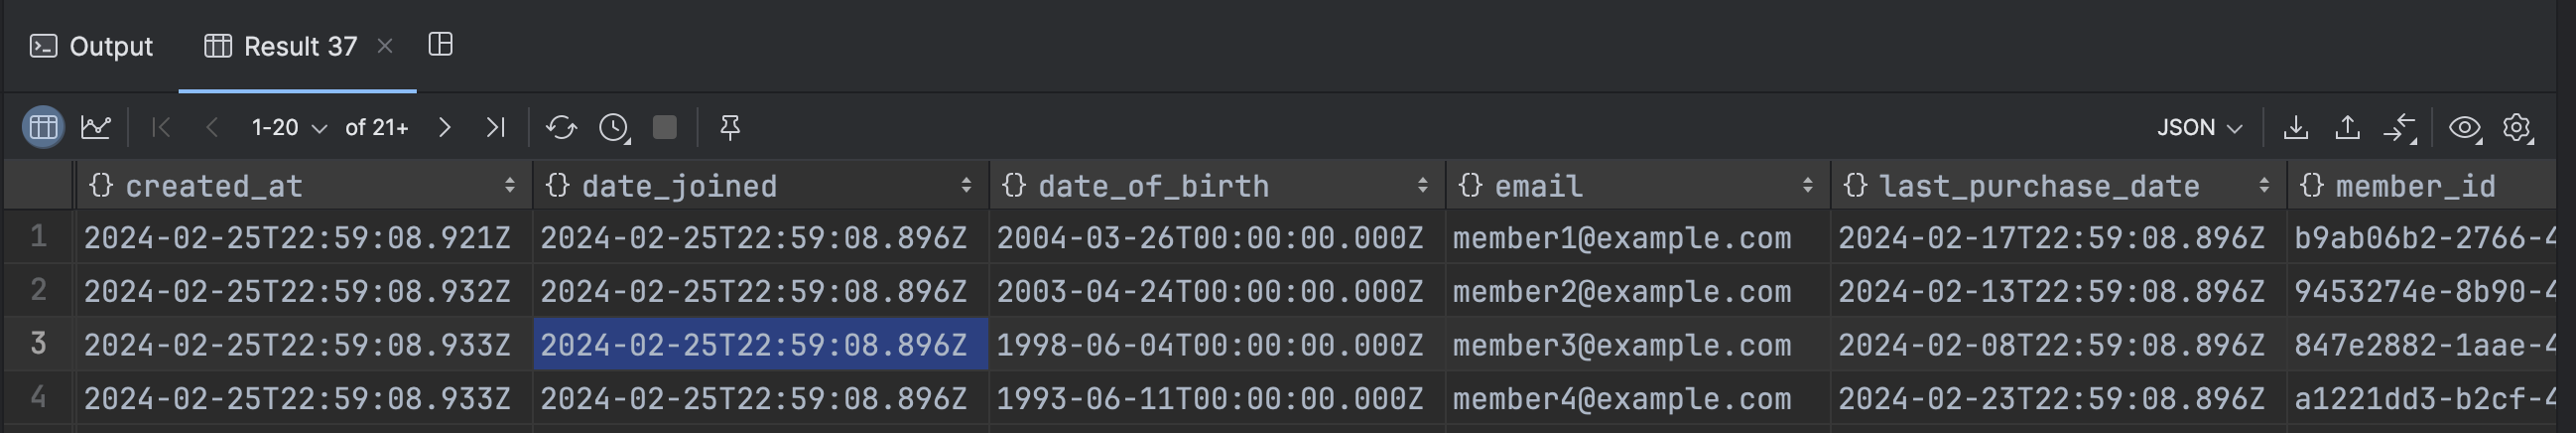 Output Result 37
1-20 of 21+ JSON
{} created_at {} date_joined {} date_of_birth {} email {} last_purchase_date {} member_id
1 2024-02-25T22:59:08.921Z 2024-02-25T22:59:08.896Z 2004-03-26T00:00:00.000Z member1@example.com 2024-02-17T22:59:08.896Z b9ab06b2-2766-4
2 2024-02-25T22:59:08.932Z 2024-02-25T22:59:08.896Z 2003-04-24T00:00:00.000Z member2@example.com 2024-02-13T22:59:08.896Z 9453274e-8b90-4
3 2024-02-25T22:59:08.933Z 2024-02-25T22:59:08.896Z 1998-06-04T00:00:00.000Z member3@example.com 2024-02-08T22:59:08.896Z 847e2882-1aae-4
4 2024-02-25T22:59:08.933Z 2024-02-25T22:59:08.896Z 1993-06-11T00:00:00.000Z member4@example.com 2024-02-23T22:59:08.896Z a1221dd3-b2cf-4